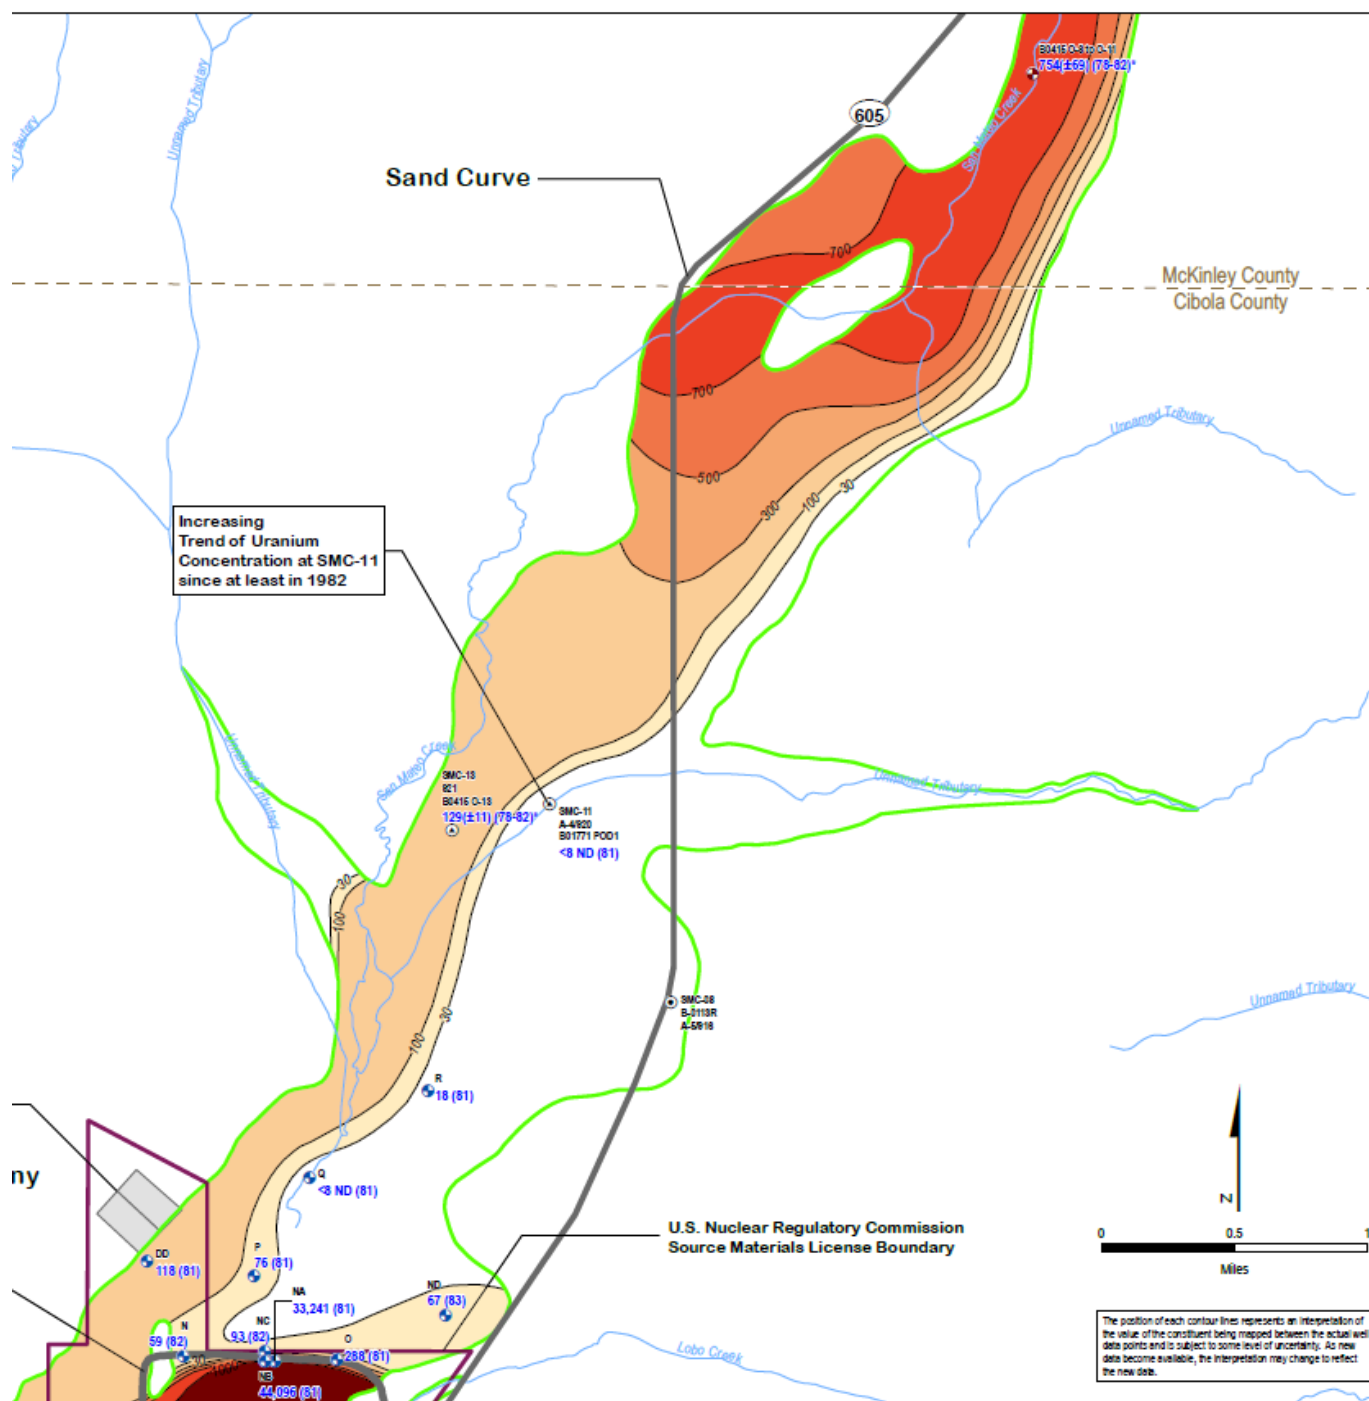 Unnamed Tributary
Tributary
B0415 O-8 to O-11
754(±69) (78-82)*
San Mateo Creek
605
Sand Curve
700
McKinley County
Cibola County
700
Unnamed Tributary
500
300
100
30
Increasing
Trend of Uranium
Concentration at SMC-11
since at least in 1982
Unnamed Tributary
San Mateo Creek
Unnamed Tributary
SMC-13
821
B0415 O-13
129(±11) (78-82)*
SMC-11
A-4/920
B01771 POD1
<8 ND (81)
30
100
Unnamed Tributary
B-0113R
30
100
R
18 (81)
Q
<8 ND (81)
ny
N
U.S. Nuclear Regulatory Commission
Source Materials License Boundary
0 0.5 1
Miles
DD
118 (81)
P
76 (81)
NA
33,241 (81)
ND
67 (83)
N
59 (82)
NC
93 (82)
O
288 (81)
NB
44,096 (81)
Lobo Creek
The position of each contour lines represents an interpretation of
the value of the constituent being mapped between the actual well
data points and is subject to some level of uncertainty. As new
data become available, the interpretation may change to reflect
the new data.